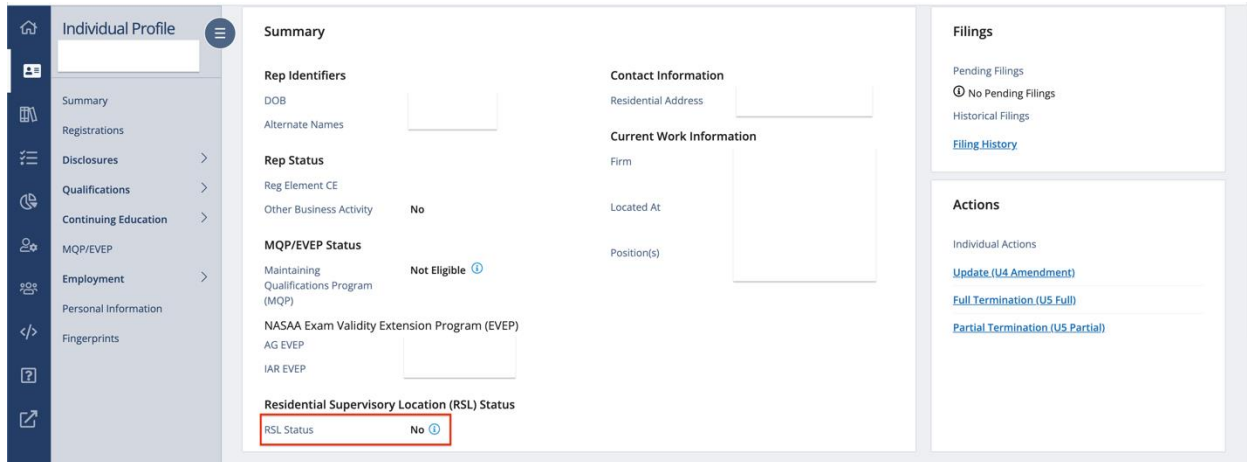 Individual Profile
Summary
Registrations
Disclosures
Qualifications
Continuing Education
MQP/EVEP
Employment
Personal Information
Fingerprints
Summary
Rep Identifiers
DOB
Alternate Names
Rep Status
Reg Element CE
Other Business Activity No
MQP/EVEP Status
Maintaining Not Eligible
Qualifications Program
(MQP)
NASAA Exam Validity Extension Program (EVEP)
AG EVEP
IAR EVEP
Residential Supervisory Location (RSL) Status
RSL Status No
Contact Information
Residential Address
Current Work Information
Firm
Located At
Position(s)
Filings
Pending Filings
No Pending Filings
Historical Filings
Filing History
Actions
Individual Actions
Update (U4 Amendment)
Full Termination (U5 Full)
Partial Termination (U5 Partial)